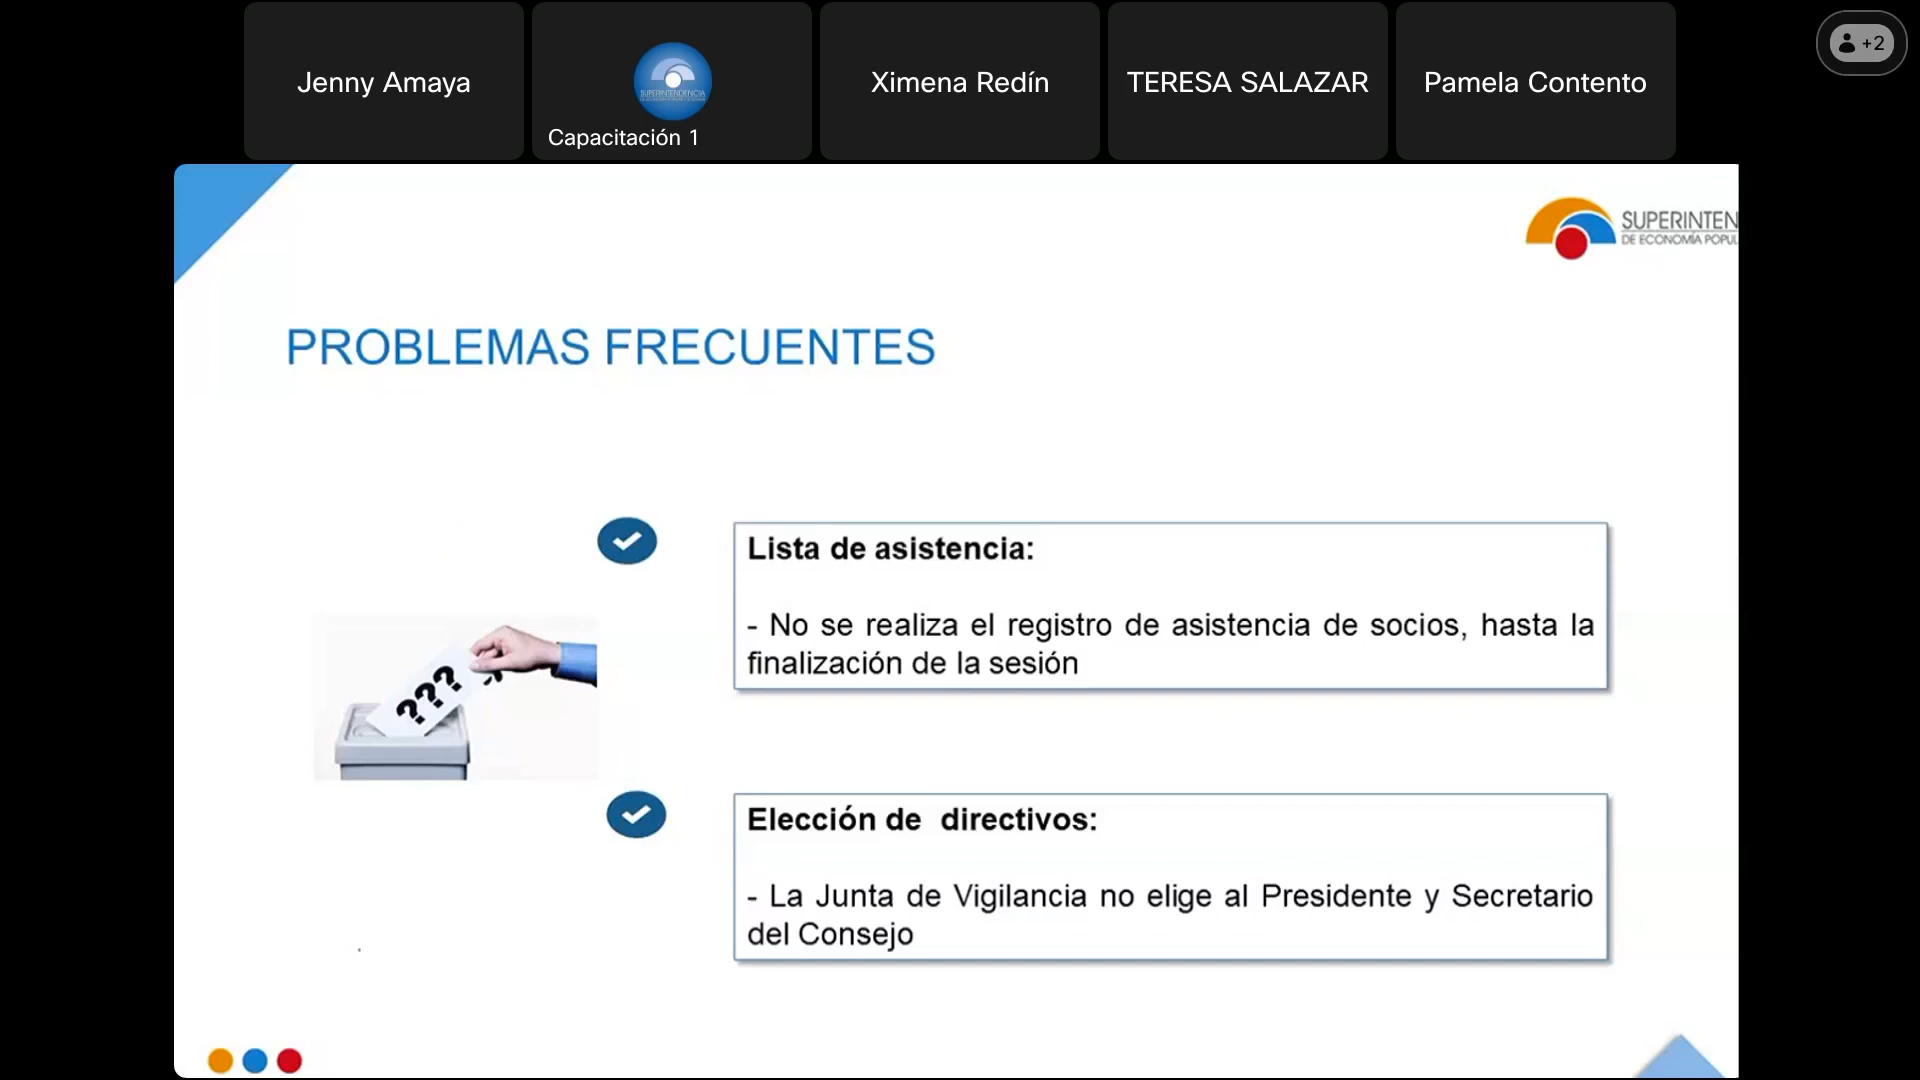 Jenny Amaya
Capacitación 1
Ximena Redín
TERESA SALAZAR
Pamela Contento
+2
SUPERINTEN
DE ECONOMÍA POPUL
PROBLEMAS FRECUENTES
Lista de asistencia:
- No se realiza el registro de asistencia de socios, hasta la
finalización de la sesión
???
Elección de directivos:
- La Junta de Vigilancia no elige al Presidente y Secretario
del Consejo